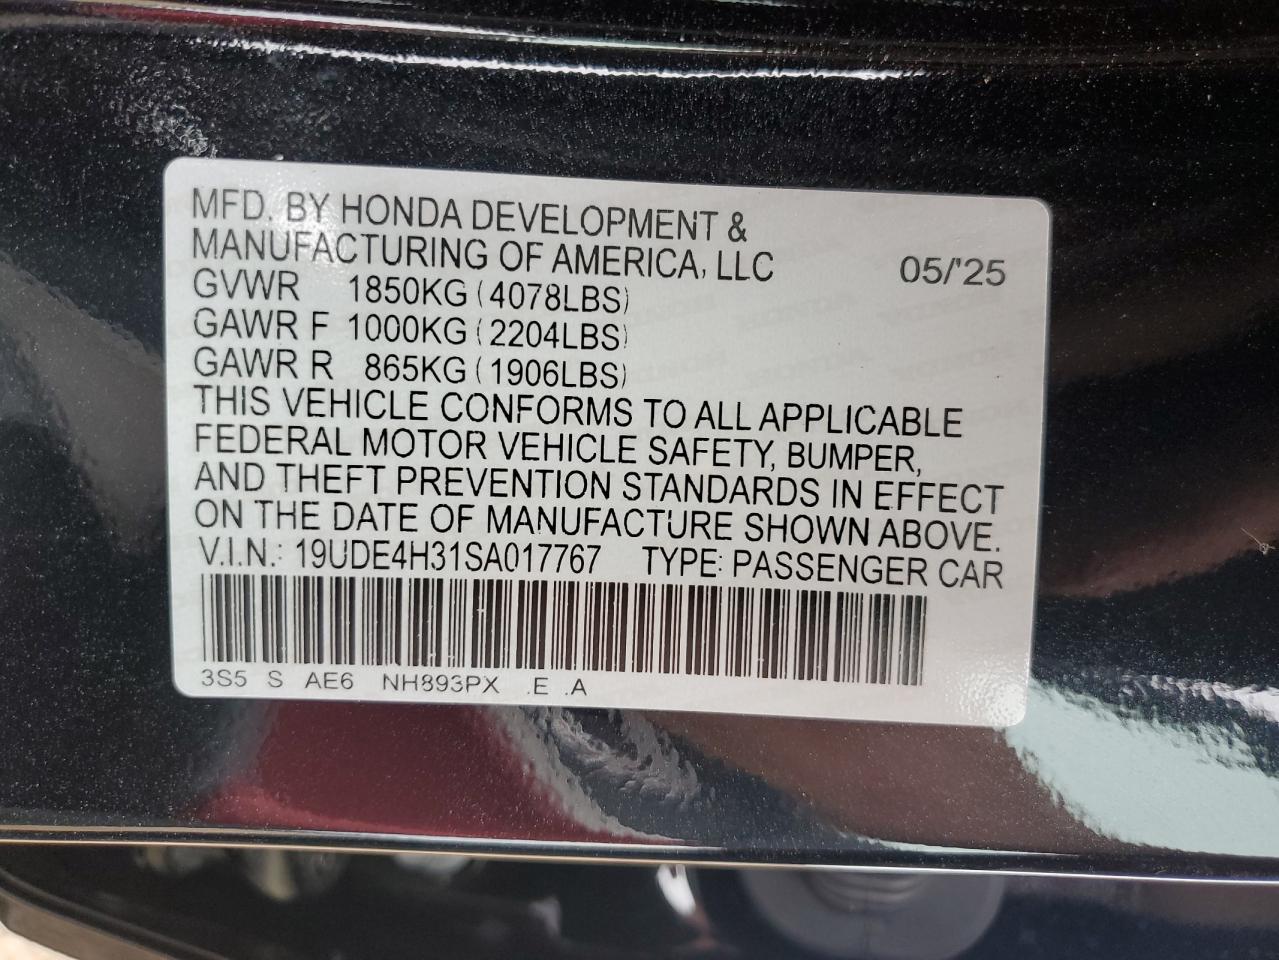 MFD. BY HONDA DEVELOPMENT &
MANUFACTURING OF AMERICA, LLC 05/'25
GVWR 1850KG (4078LBS)
GAWR F 1000KG (2204LBS)
GAWR R 865KG (1906LBS)
THIS VEHICLE CONFORMS TO ALL APPLICABLE
FEDERAL MOTOR VEHICLE SAFETY, BUMPER,
AND THEFT PREVENTION STANDARDS IN EFFECT
ON THE DATE OF MANUFACTURE SHOWN ABOVE.
V.I.N.: 19UDE4H31SA017767 TYPE: PASSENGER CAR
3S5 S AE6 NH893PX .E .A